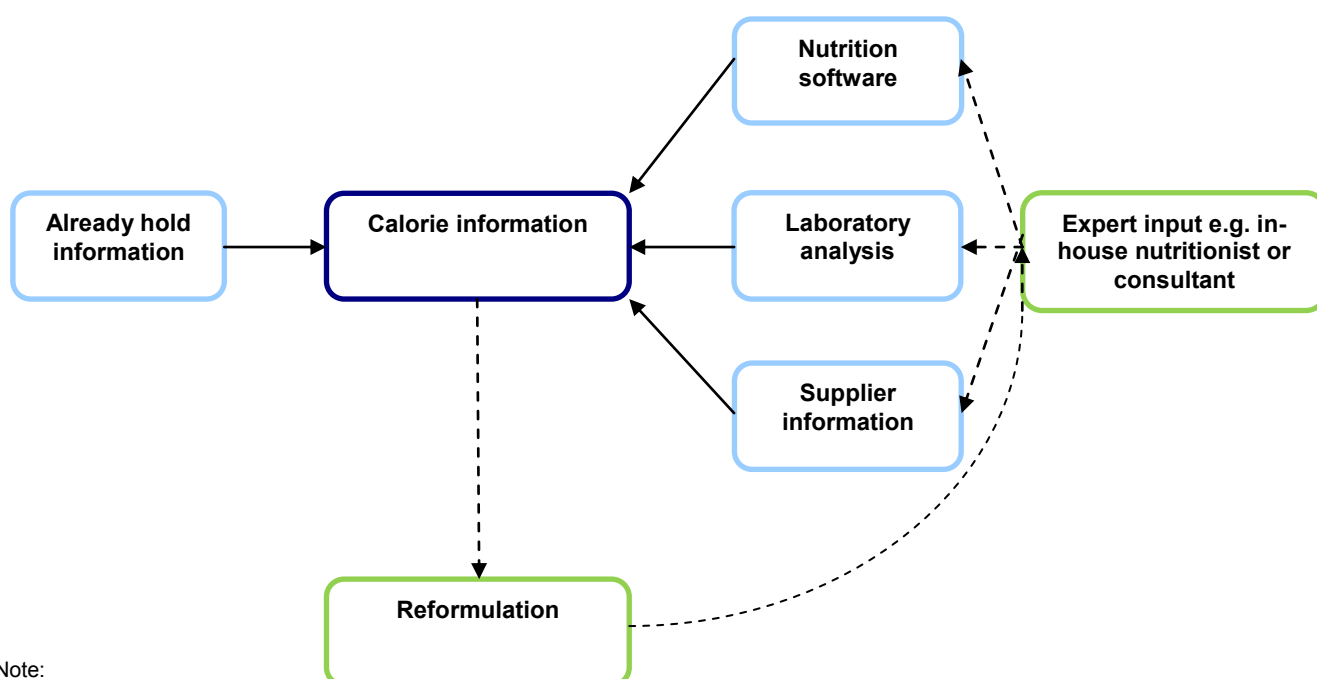 Nutrition
software
Already hold
information
Calorie information
Laboratory
analysis
Expert input e.g. in-
house nutritionist or
consultant
Supplier
information
Reformulation
Note: